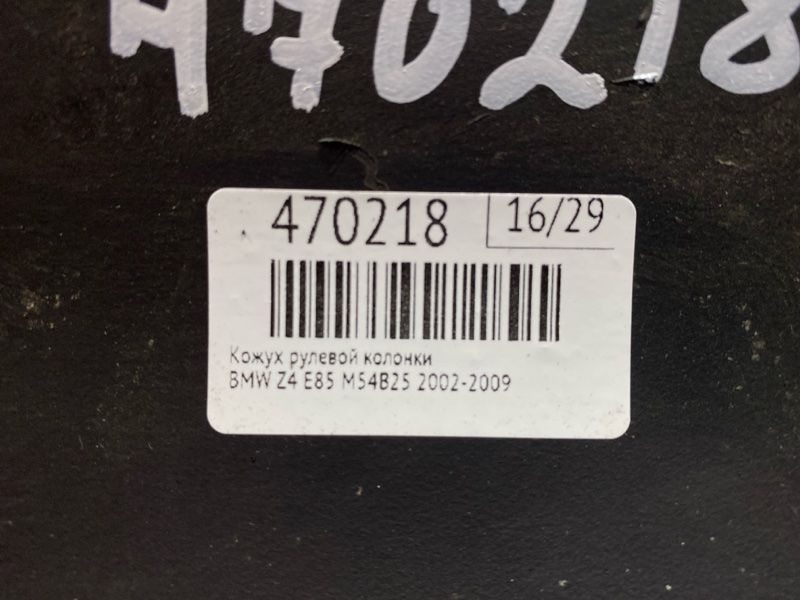 470218
470218 16/29
Кожух рулевой колонки
BMW Z4 E85 M54B25 2002-2009